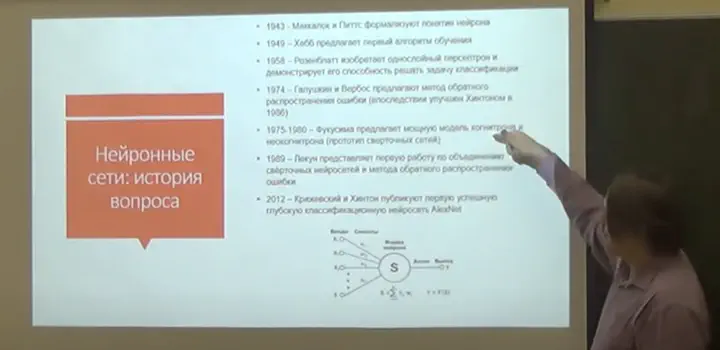 Нейронные
сети: история
вопроса
• 1943 - Маккалок и Питтс формализуют понятие нейрона
• 1949 – Хебб предлагает первый алгоритм обучения
• 1958 – Розенблатт изобретает однослойный персептрон и
демонстрирует его способность решать задачу классификации
• 1974 – Галушкин и Вербос предлагают метод обратного
распространения ошибки (впоследствии улучшен Хинтоном в
1986)
• 1975-1980 – Фукусима предлагает мощную модель когнитрона и
неокогнитрона (прототип сверточных сетей)
• 1989 – Лекун представляет первую работу по объединению
свёрточных нейросетей и метода обратного распространения
ошибки
• 2012 – Крижевский и Хинтон публикуют первую успешную
глубокую классификационную нейросеть AlexNet
Входы Синапсы
Аксон Выход
S